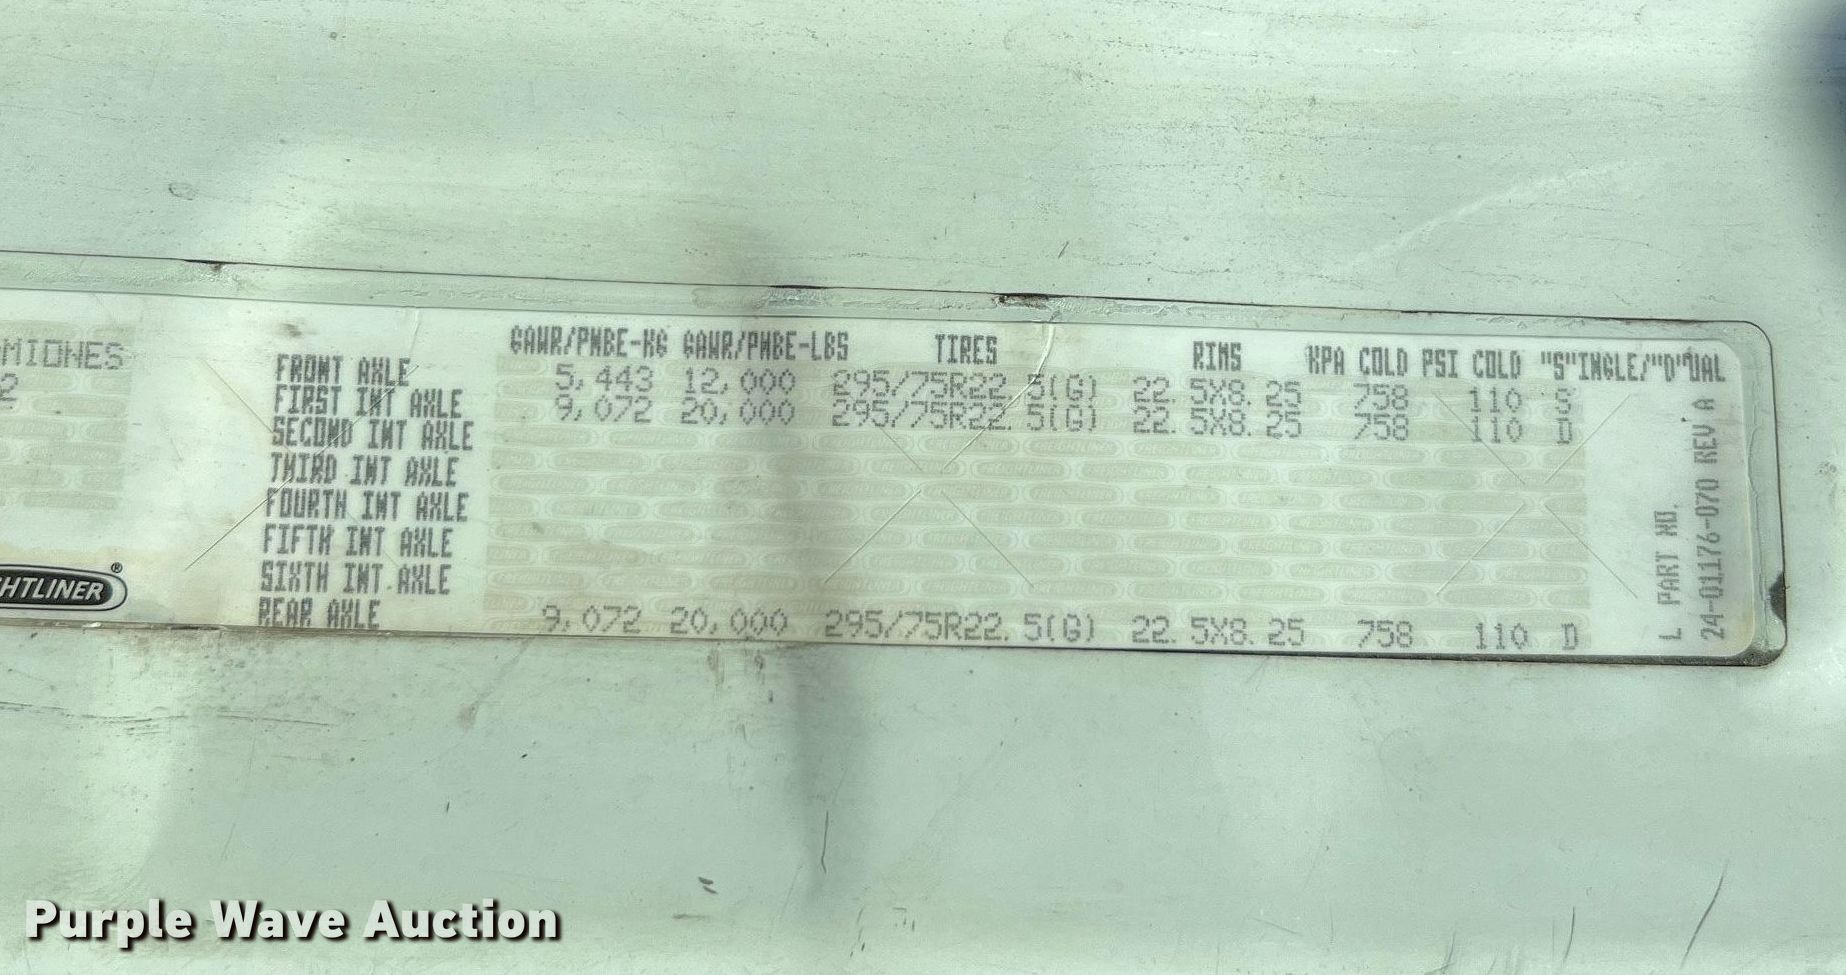 GAWR/PNBE-KG GAWR/PNBE-LBS TIRES RIMS KPA COLD PSI COLD "S"INGLE/"D"UAL
MIONES
2
FRONT AXLE 5,443 12,000 295/75R22.5(G) 22.5X8.25 758 110 S
FIRST INT AXLE 9,072 20,000 295/75R22.5(G) 22.5X8.25 758 110 D
SECOND INT AXLE
THIRD INT AXLE
FOURTH INT AXLE
FIFTH INT AXLE
SIXTH INT AXLE
REAR AXLE 9,072 20,000 295/75R22.5(G) 22.5X8.25 758 110 D
HTLINER®
L PART NO.
24-01176-070 REV A
Purple Wave Auction